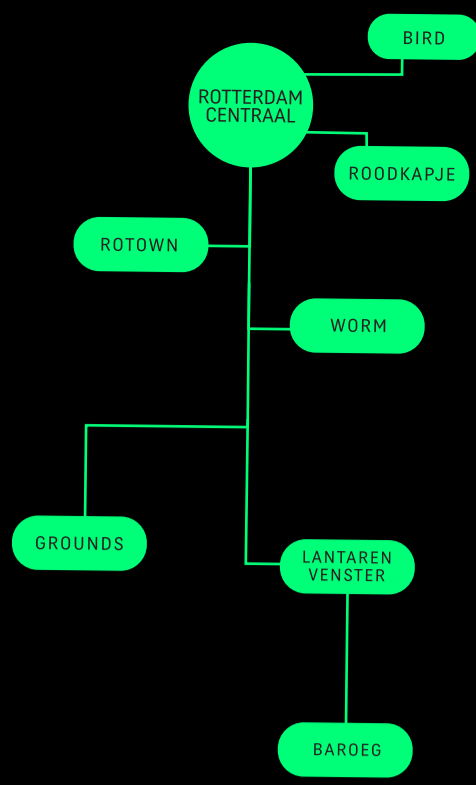 BIRD
ROTTERDAM
CENTRAAL
ROODKAPJE
ROTOWN
WORM
GROUNDS
LANTAREN
VENSTER
BAROEG